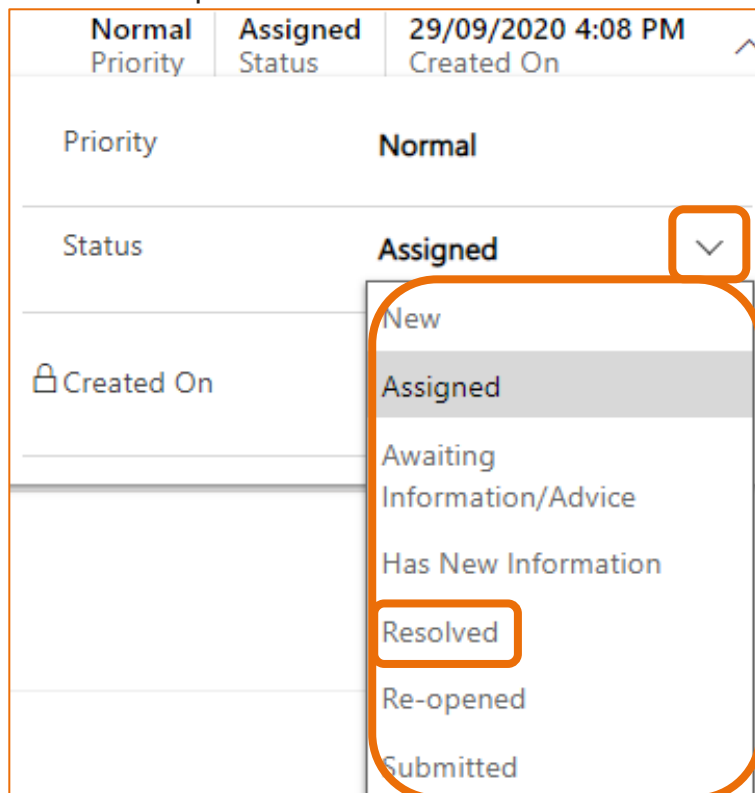 Normal Assigned 29/09/2020 4:08 PM
Priority Status Created On
Priority Normal
Status Assigned
New
Created On Assigned
Awaiting
Information/Advice
Has New Information
Resolved
Re-opened
Submitted